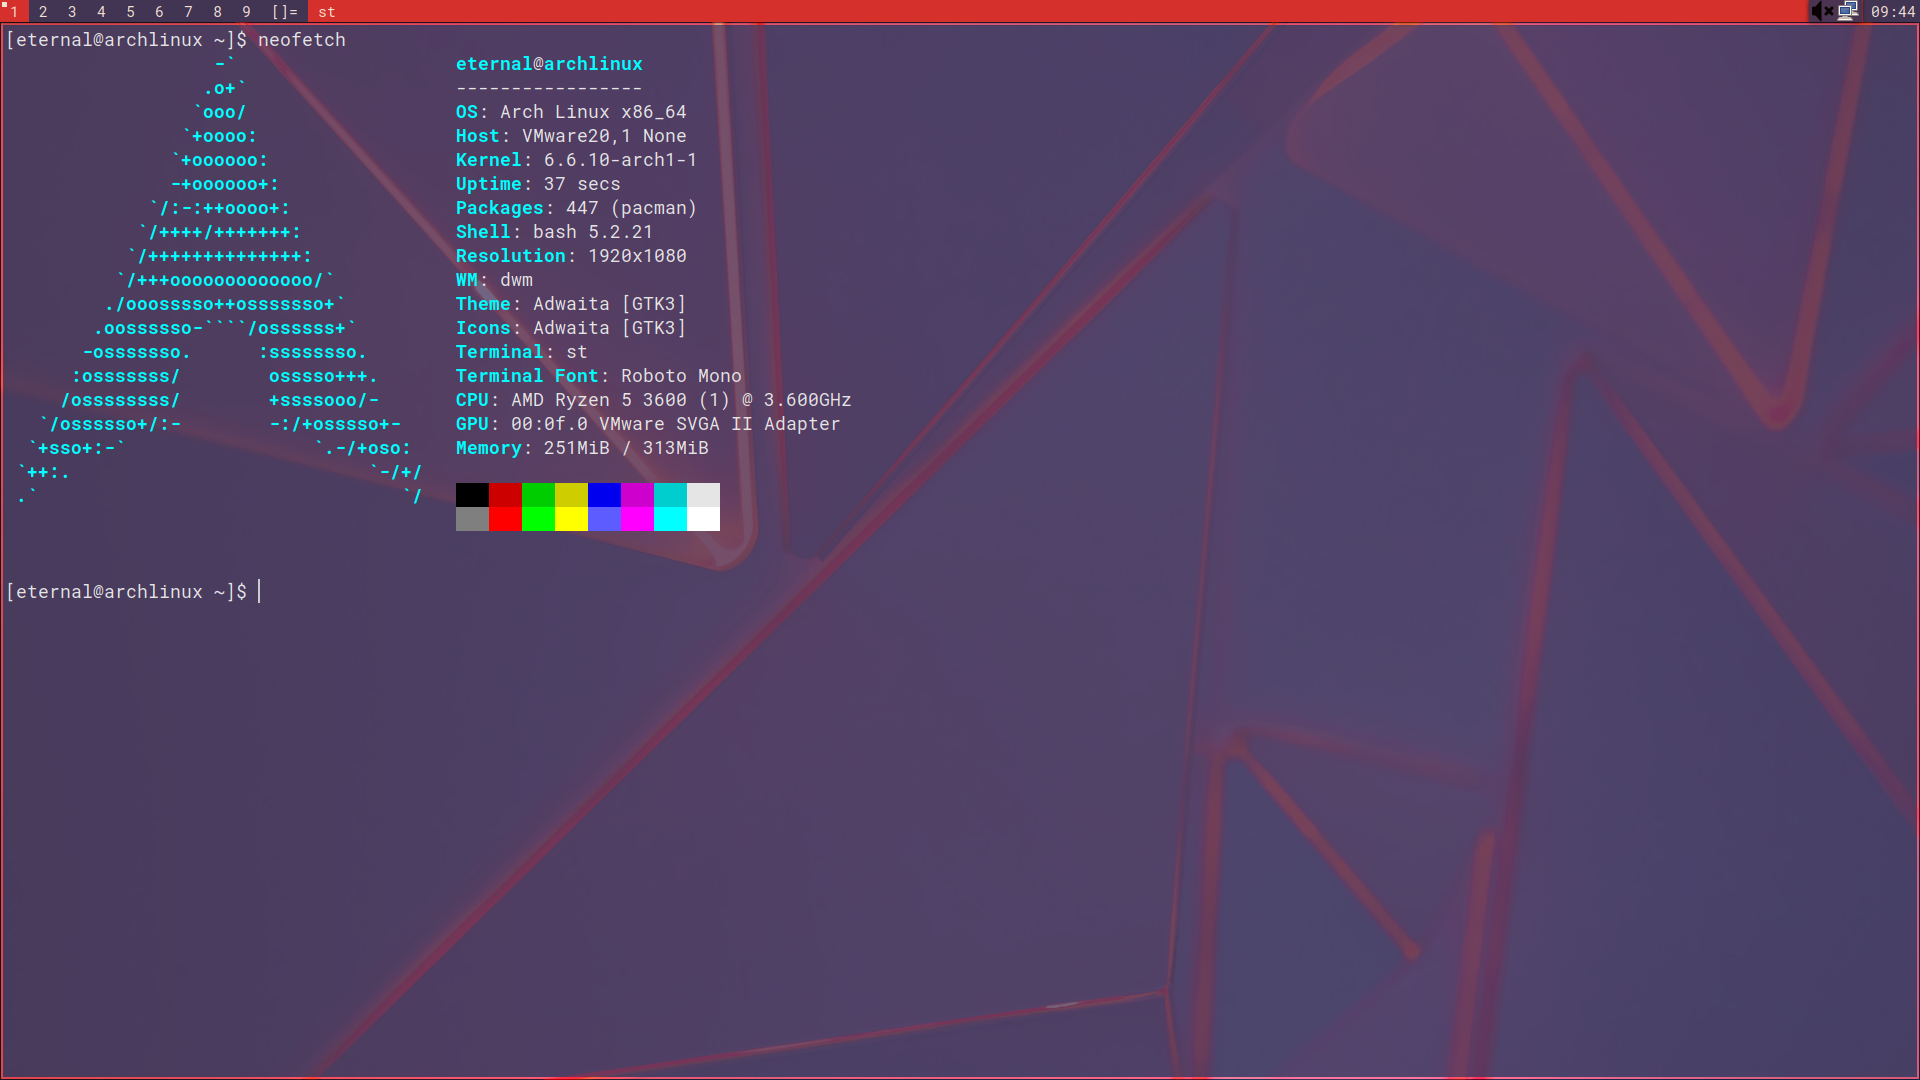 1 2 3 4 5 6 7 8 9 []= st 09:44
[eternal@archlinux ~]$ neofetch
                   -`                    eternal@archlinux
                  .o+`                   -----------------
                 `ooo/                   OS: Arch Linux x86_64
                `+oooo:                  Host: VMware20,1 None
               `+oooooo:                 Kernel: 6.6.10-arch1-1
               -+oooooo+:                Uptime: 37 secs
             `/:-:++oooo+:               Packages: 447 (pacman)
            `/++++/+++++++:              Shell: bash 5.2.21
           `/++++++++++++++:             Resolution: 1920x1080
          `/+++ooooooooooooo/`           WM: dwm
         ./ooosssso++osssssso+`          Theme: Adwaita [GTK3]
        .oossssso-````/ossssss+`         Icons: Adwaita [GTK3]
       -osssssso.      :ssssssso.        Terminal: st
      :osssssss/        osssso+++.       Terminal Font: Roboto Mono
     /ossssssss/        +ssssooo/-       CPU: AMD Ryzen 5 3600 (1) @ 3.600GHz
   `/ossssso+/:-        -:/+osssso+-     GPU: 00:0f.0 VMware SVGA II Adapter
  `+sso+:-`                 `.-/+oso:    Memory: 251MiB / 313MiB
 `++:.                           `-/+/
 .`                                 `/
[eternal@archlinux ~]$